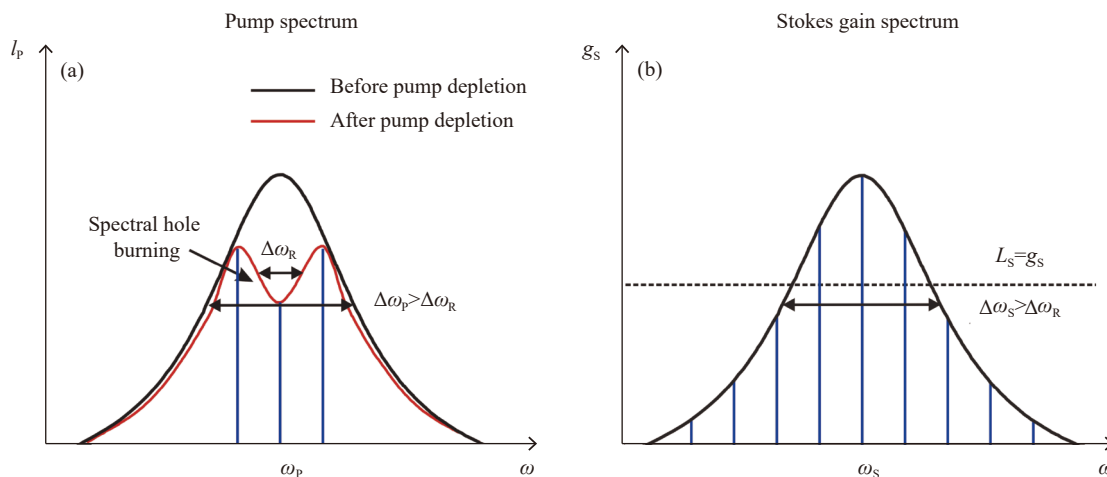 Pump spectrum
I_P
(a)
Before pump depletion
After pump depletion
Spectral hole
burning
Δω_R
Δω_P>Δω_R
ω_P
ω
Stokes gain spectrum
g_S
(b)
L_S=g_S
Δω_S>Δω_R
ω_S
ω